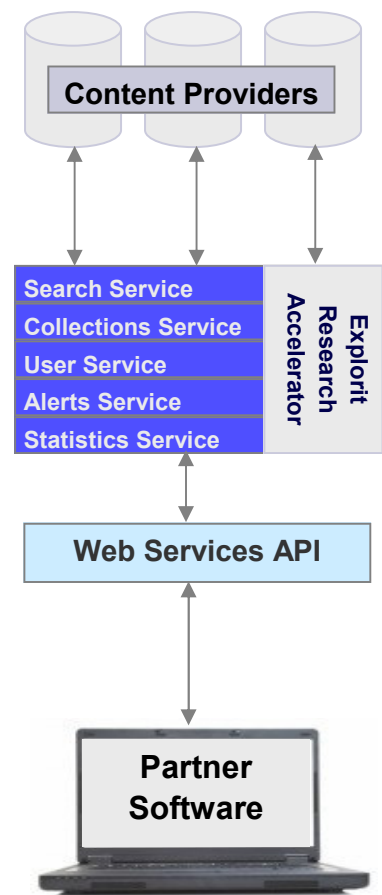 Content Providers
Search Service
Collections Service
User Service
Alerts Service
Statistics Service
Explorit
Research
Accelerator
Web Services API
Partner
Software